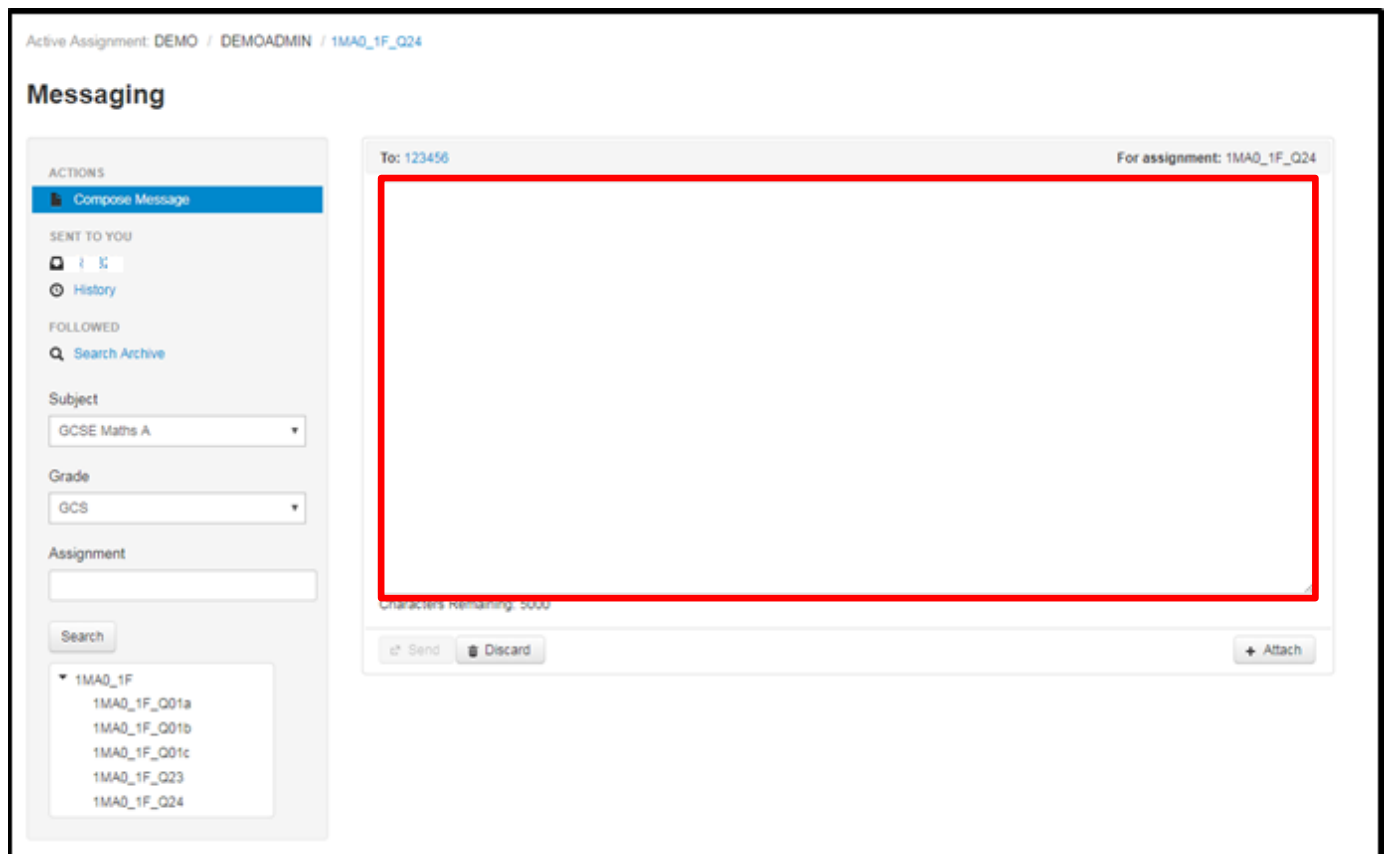 Active Assignment: DEMO / DEMOADMIN / 1MA0_1F_Q24
Messaging
ACTIONS
Compose Message
SENT TO YOU
History
FOLLOWED
Search Archive
Subject
GCSE Maths A
Grade
GCS
Assignment
Search
1MA0_1F
1MA0_1F_Q01a
1MA0_1F_Q01b
1MA0_1F_Q01c
1MA0_1F_Q23
1MA0_1F_Q24
To: 123456 For assignment: 1MA0_1F_Q24
Characters Remaining: 5000
Send Discard + Attach